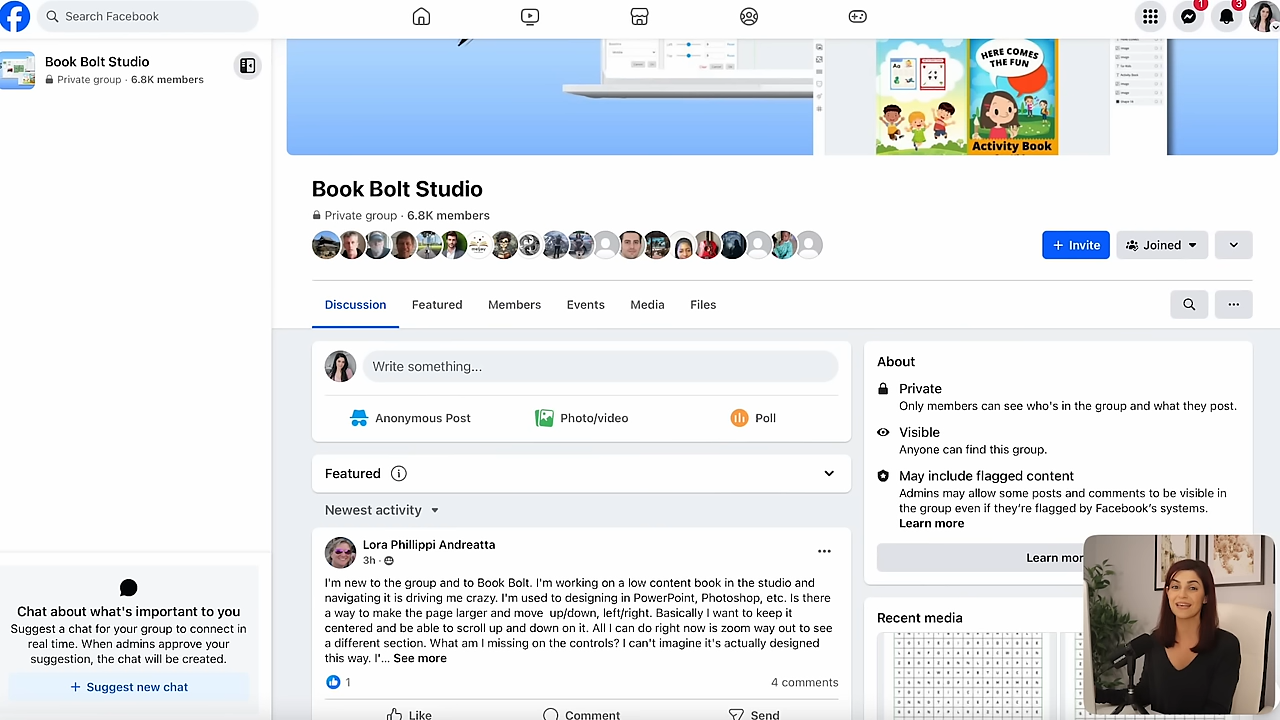 Search Facebook
1
3
Book Bolt Studio
Private group · 6.8K members
HERE COMES
THE FUN
Activity Book
Book Bolt Studio
Private group · 6.8K members
+ Invite
Joined
Discussion
Featured
Members
Events
Media
Files
Write something...
Anonymous Post
Photo/video
Poll
Featured
Newest activity
Lora Phillippi Andreatta
3h ·
I'm new to the group and to Book Bolt. I'm working on a low content book in the studio and
navigating it is driving me crazy. I'm used to designing in PowerPoint, Photoshop, etc. Is there
a way to make the page large and move up/down, left/right. Basically I want to keep it
centered and be able to scroll up and down on it. All I can do right now is zoom way out to see
a different section. What am I missing on the controls? I can't imagine it's actually designed
this way. I'... See more
1
4 comments
Like
Comment
Send
About
Private
Only members can see who's in the group and what they post.
Visible
Anyone can find this group.
May include flagged content
Admins may allow some posts and comments to be visible in
the group even if they're flagged by Facebook's systems.
Learn more
Learn mor
Recent media
Chat about what's important to you
Suggest a chat for your group to connect in
real time. When admins approve your
suggestion, the chat will be created.
+ Suggest new chat